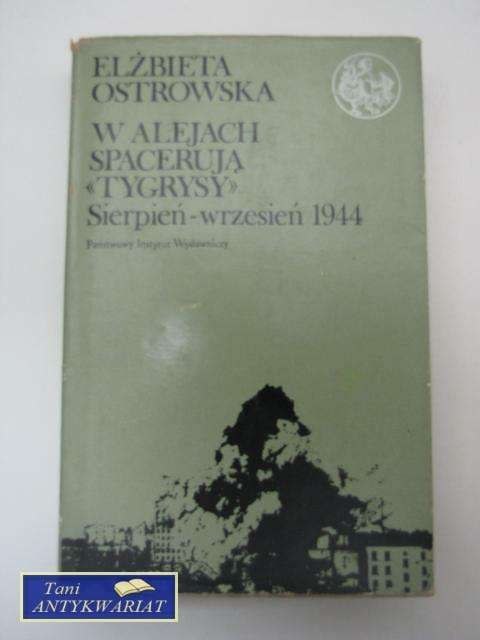 ELŻBIETA
OSTROWSKA
W ALEJACH
SPACERUJĄ
«TYGRYSY»
Sierpień-wrzesień 1944
Państwowy Instytut Wydawniczy
Tani
ANTYKWARIAT